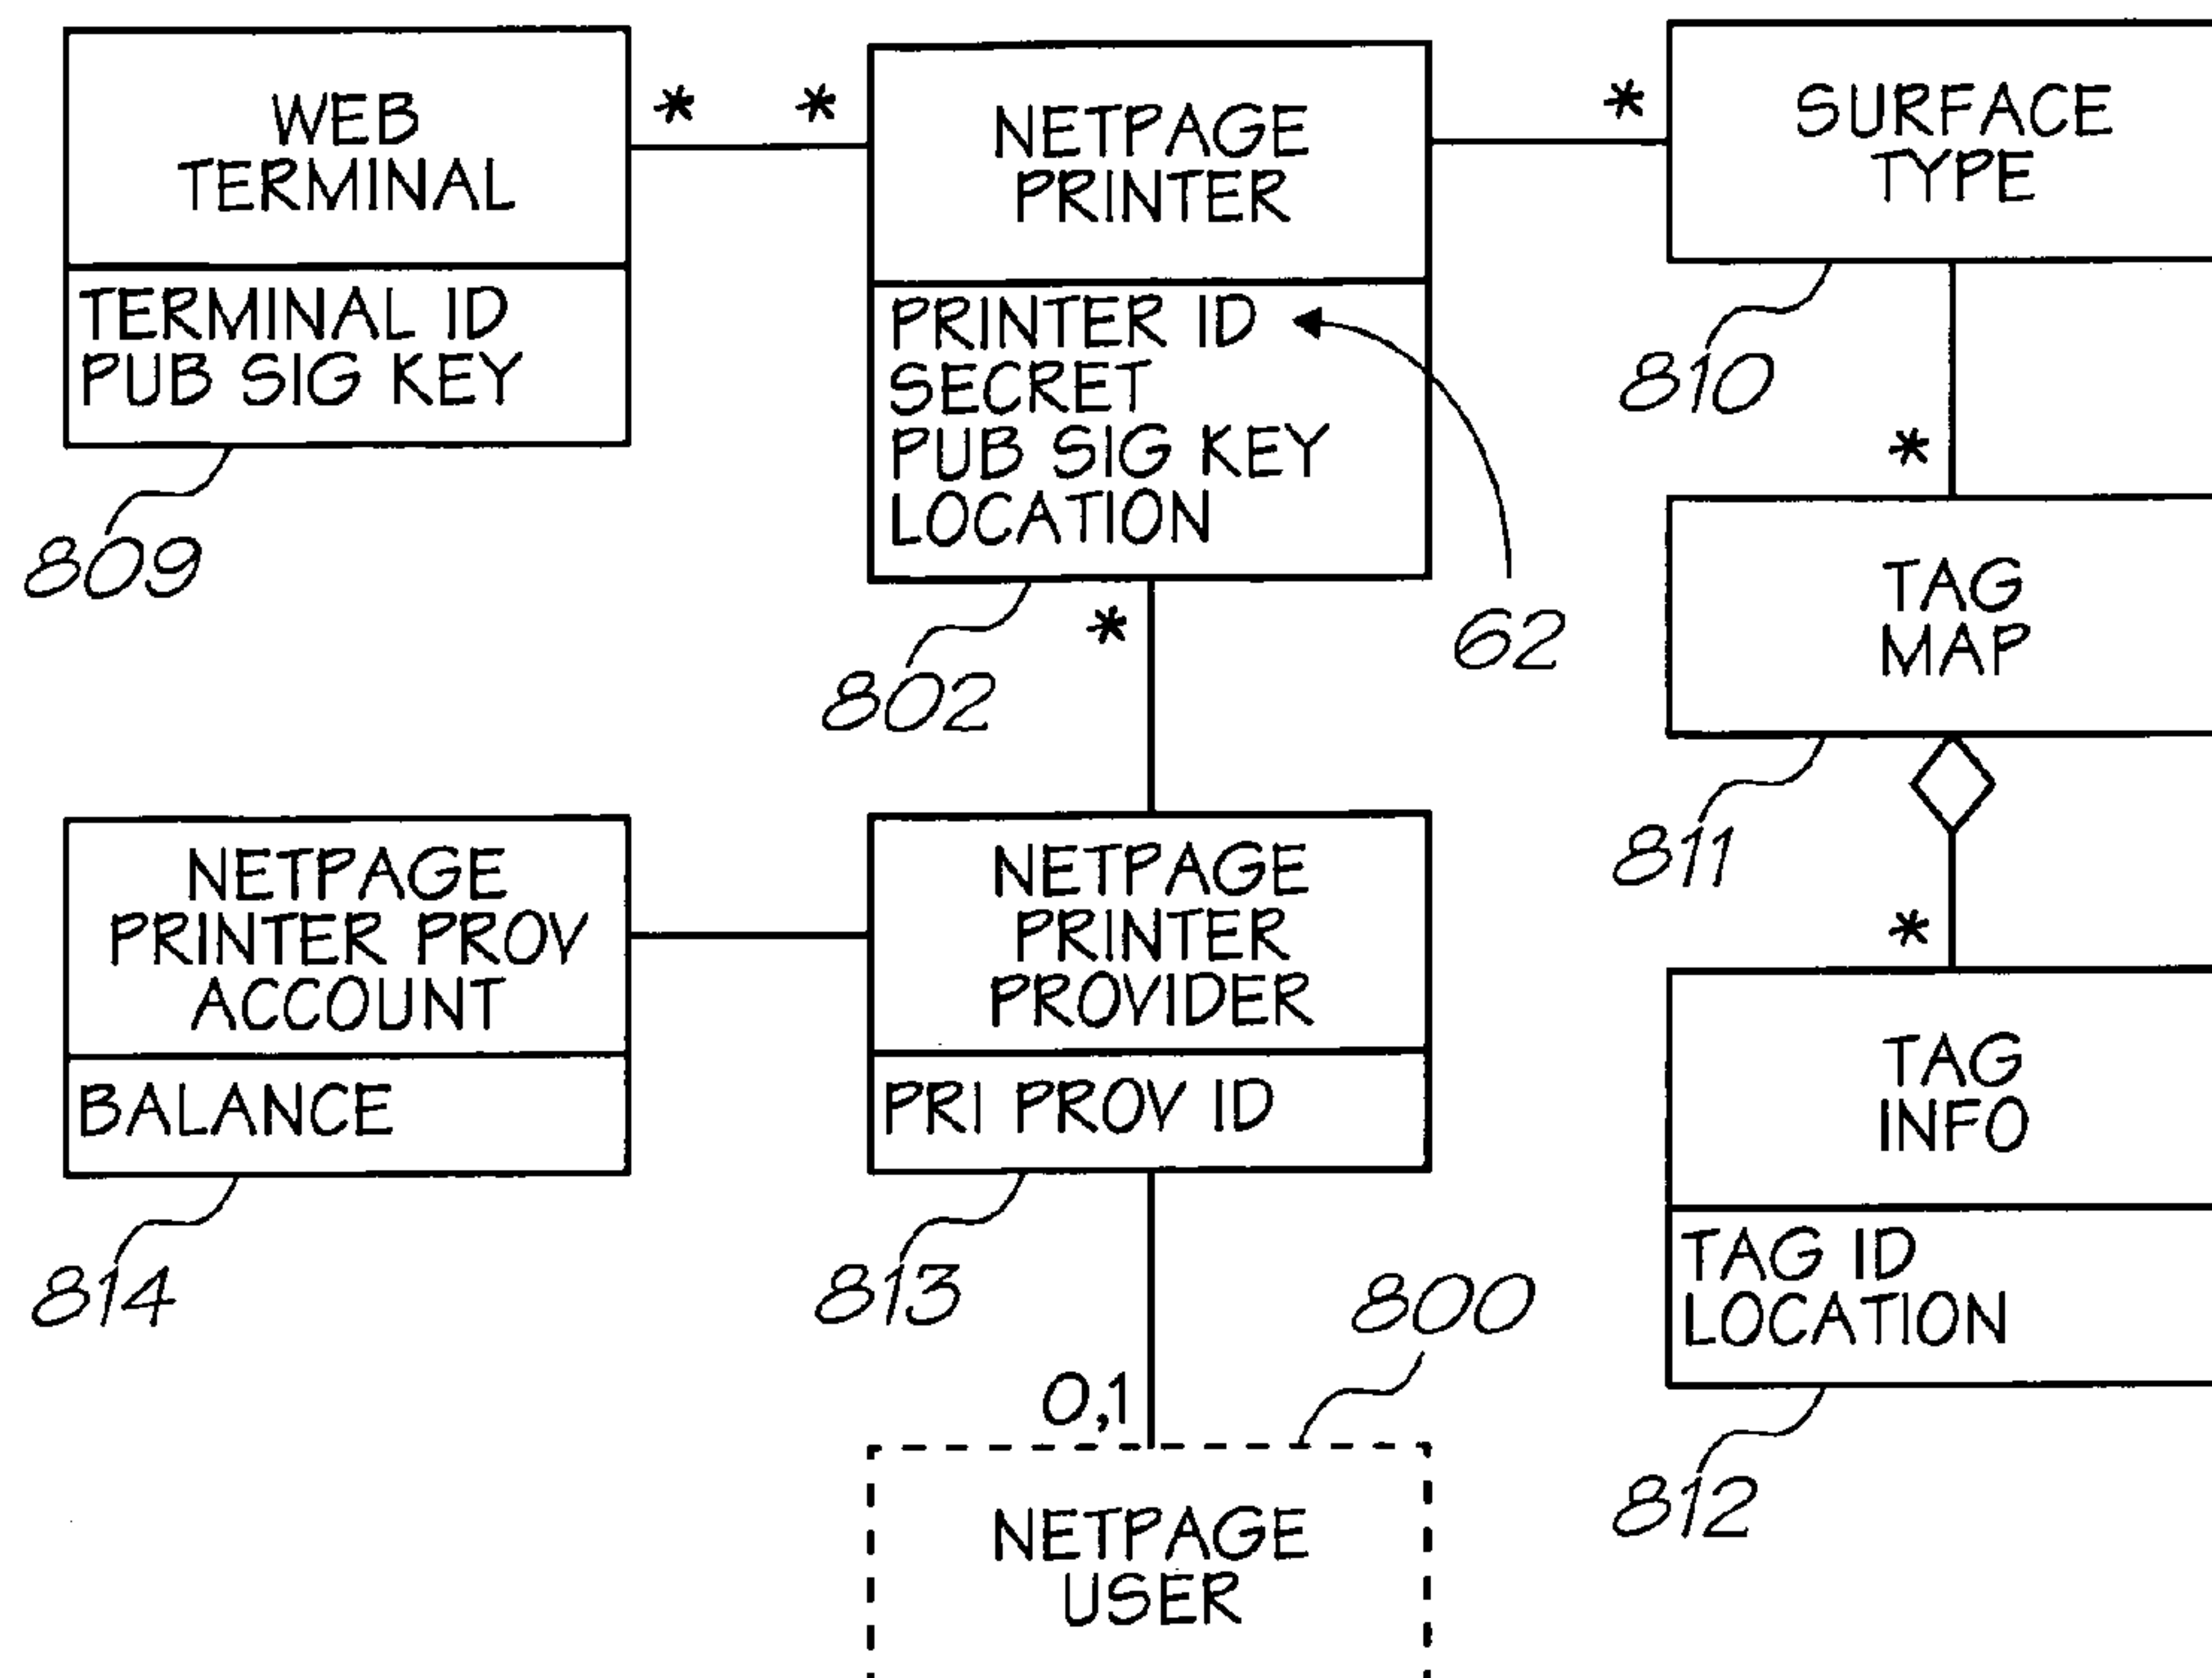 WEB
TERMINAL
TERMINAL ID
PUB SIG KEY
809
*
*
NETPAGE
PRINTER
PRINTER ID
SECRET
PUB SIG KEY
LOCATION
62
802
*
*
SURFACE
TYPE
810
*
TAG
MAP
811
*
NETPAGE
PRINTER PROV
ACCOUNT
BALANCE
814
NETPAGE
PRINTER
PROVIDER
PRI PROV ID
813
TAG
INFO
TAG ID
LOCATION
812
800
0,1
NETPAGE
USER